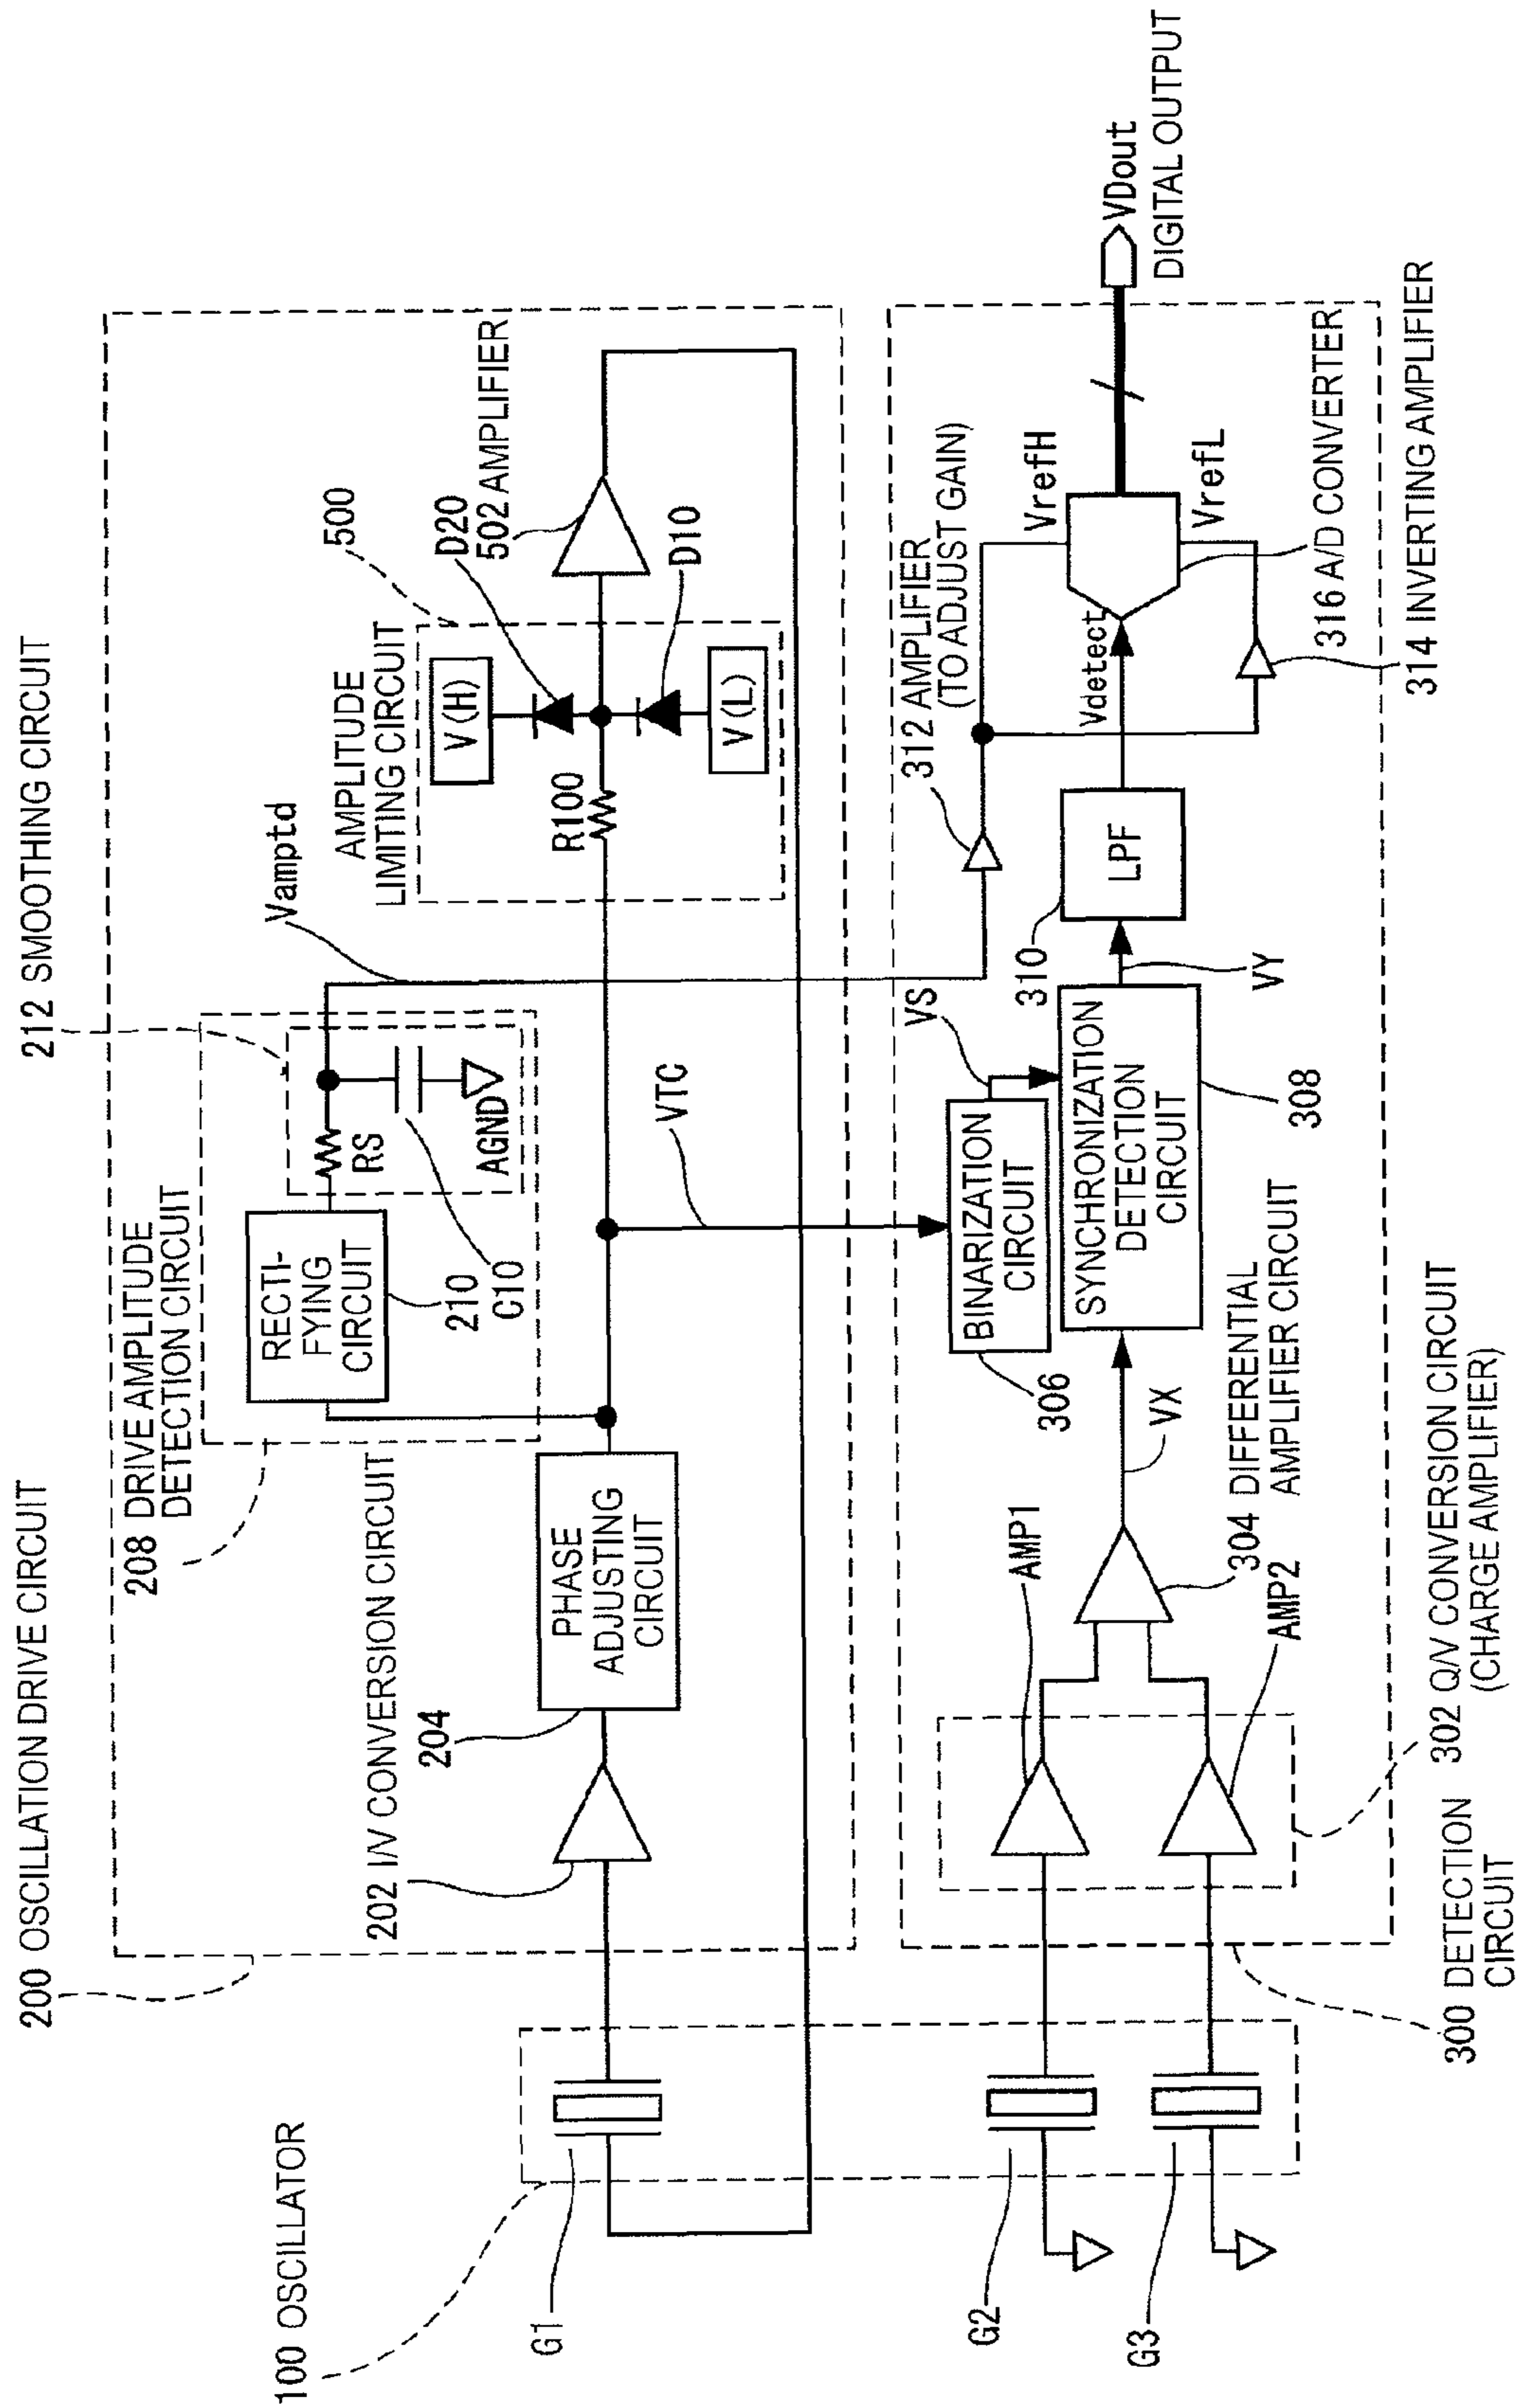 200 OSCILLATION DRIVE CIRCUIT
212 SMOOTHING CIRCUIT
208 DRIVE AMPLITUDE
DETECTION CIRCUIT
RECTI-
FYING
CIRCUIT
210
RS
C10
AGND
Vamptd
AMPLITUDE
LIMITING CIRCUIT
500
V(H)
D20
502 AMPLIFIER
R100
D10
V(L)
202 I/V CONVERSION CIRCUIT
204
PHASE
ADJUSTING
CIRCUIT
VTC
100 OSCILLATOR
G1
G2
G3
AMP1
AMP2
304 DIFFERENTIAL
AMPLIFIER CIRCUIT
VX
306
BINARIZATION
CIRCUIT
VS
SYNCHRONIZATION
DETECTION
CIRCUIT
308
VY
310
LPF
312 AMPLIFIER
(TO ADJUST GAIN)
Vdetect
VrefH
VrefL
VDout
DIGITAL OUTPUT
316 A/D CONVERTER
314 INVERTING AMPLIFIER
302 Q/V CONVERSION CIRCUIT
(CHARGE AMPLIFIER)
300 DETECTION
CIRCUIT